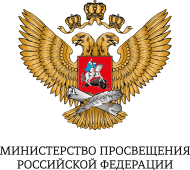 МИНИСТЕРСТВО ПРОСВЕЩЕНИЯ
РОССИЙСКОЙ ФЕДЕРАЦИИ